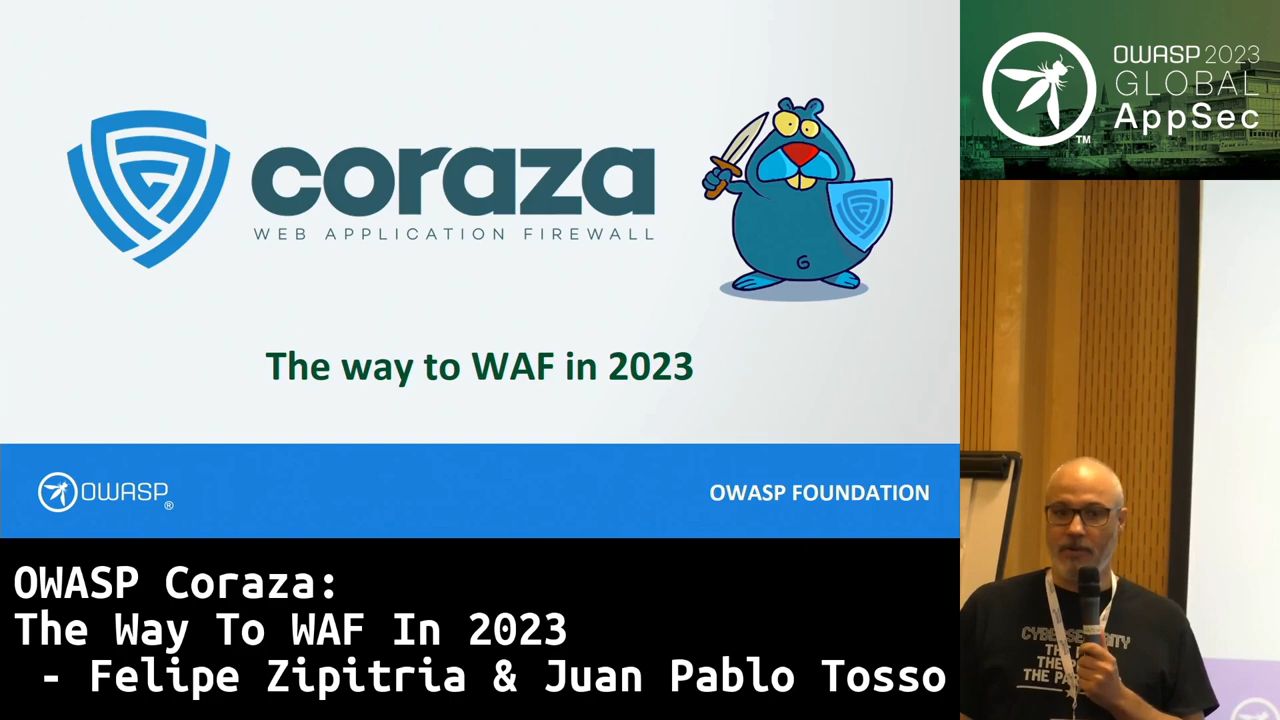 coraza
WEB APPLICATION FIREWALL
The way to WAF in 2023
OWASP®
OWASP FOUNDATION
OWASP Coraza:
The Way To WAF In 2023
- Felipe Zipitria & Juan Pablo Tosso
OWASP 2023
GLOBAL
AppSec
TM